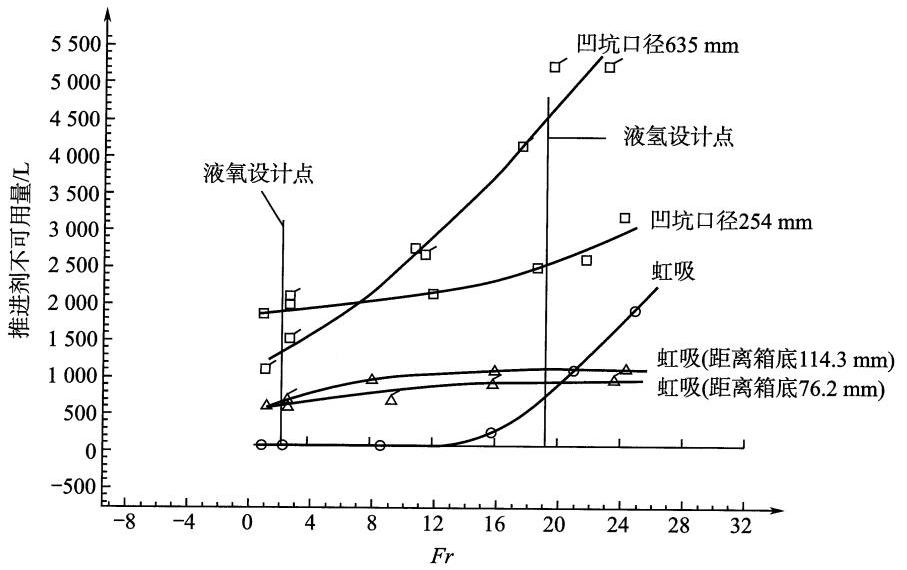 推进剂不可用量/L
5 500
5 000
4 500
4 000
3 500
3 000
2 500
2 000
1 500
1 000
500
0
−500
凹坑口径635 mm
液氢设计点
液氧设计点
凹坑口径254 mm
虹吸
虹吸(距离箱底114.3 mm)
虹吸(距离箱底76.2 mm)
−8 −4 0 4 8 12 16 20 24 28 32
Fr